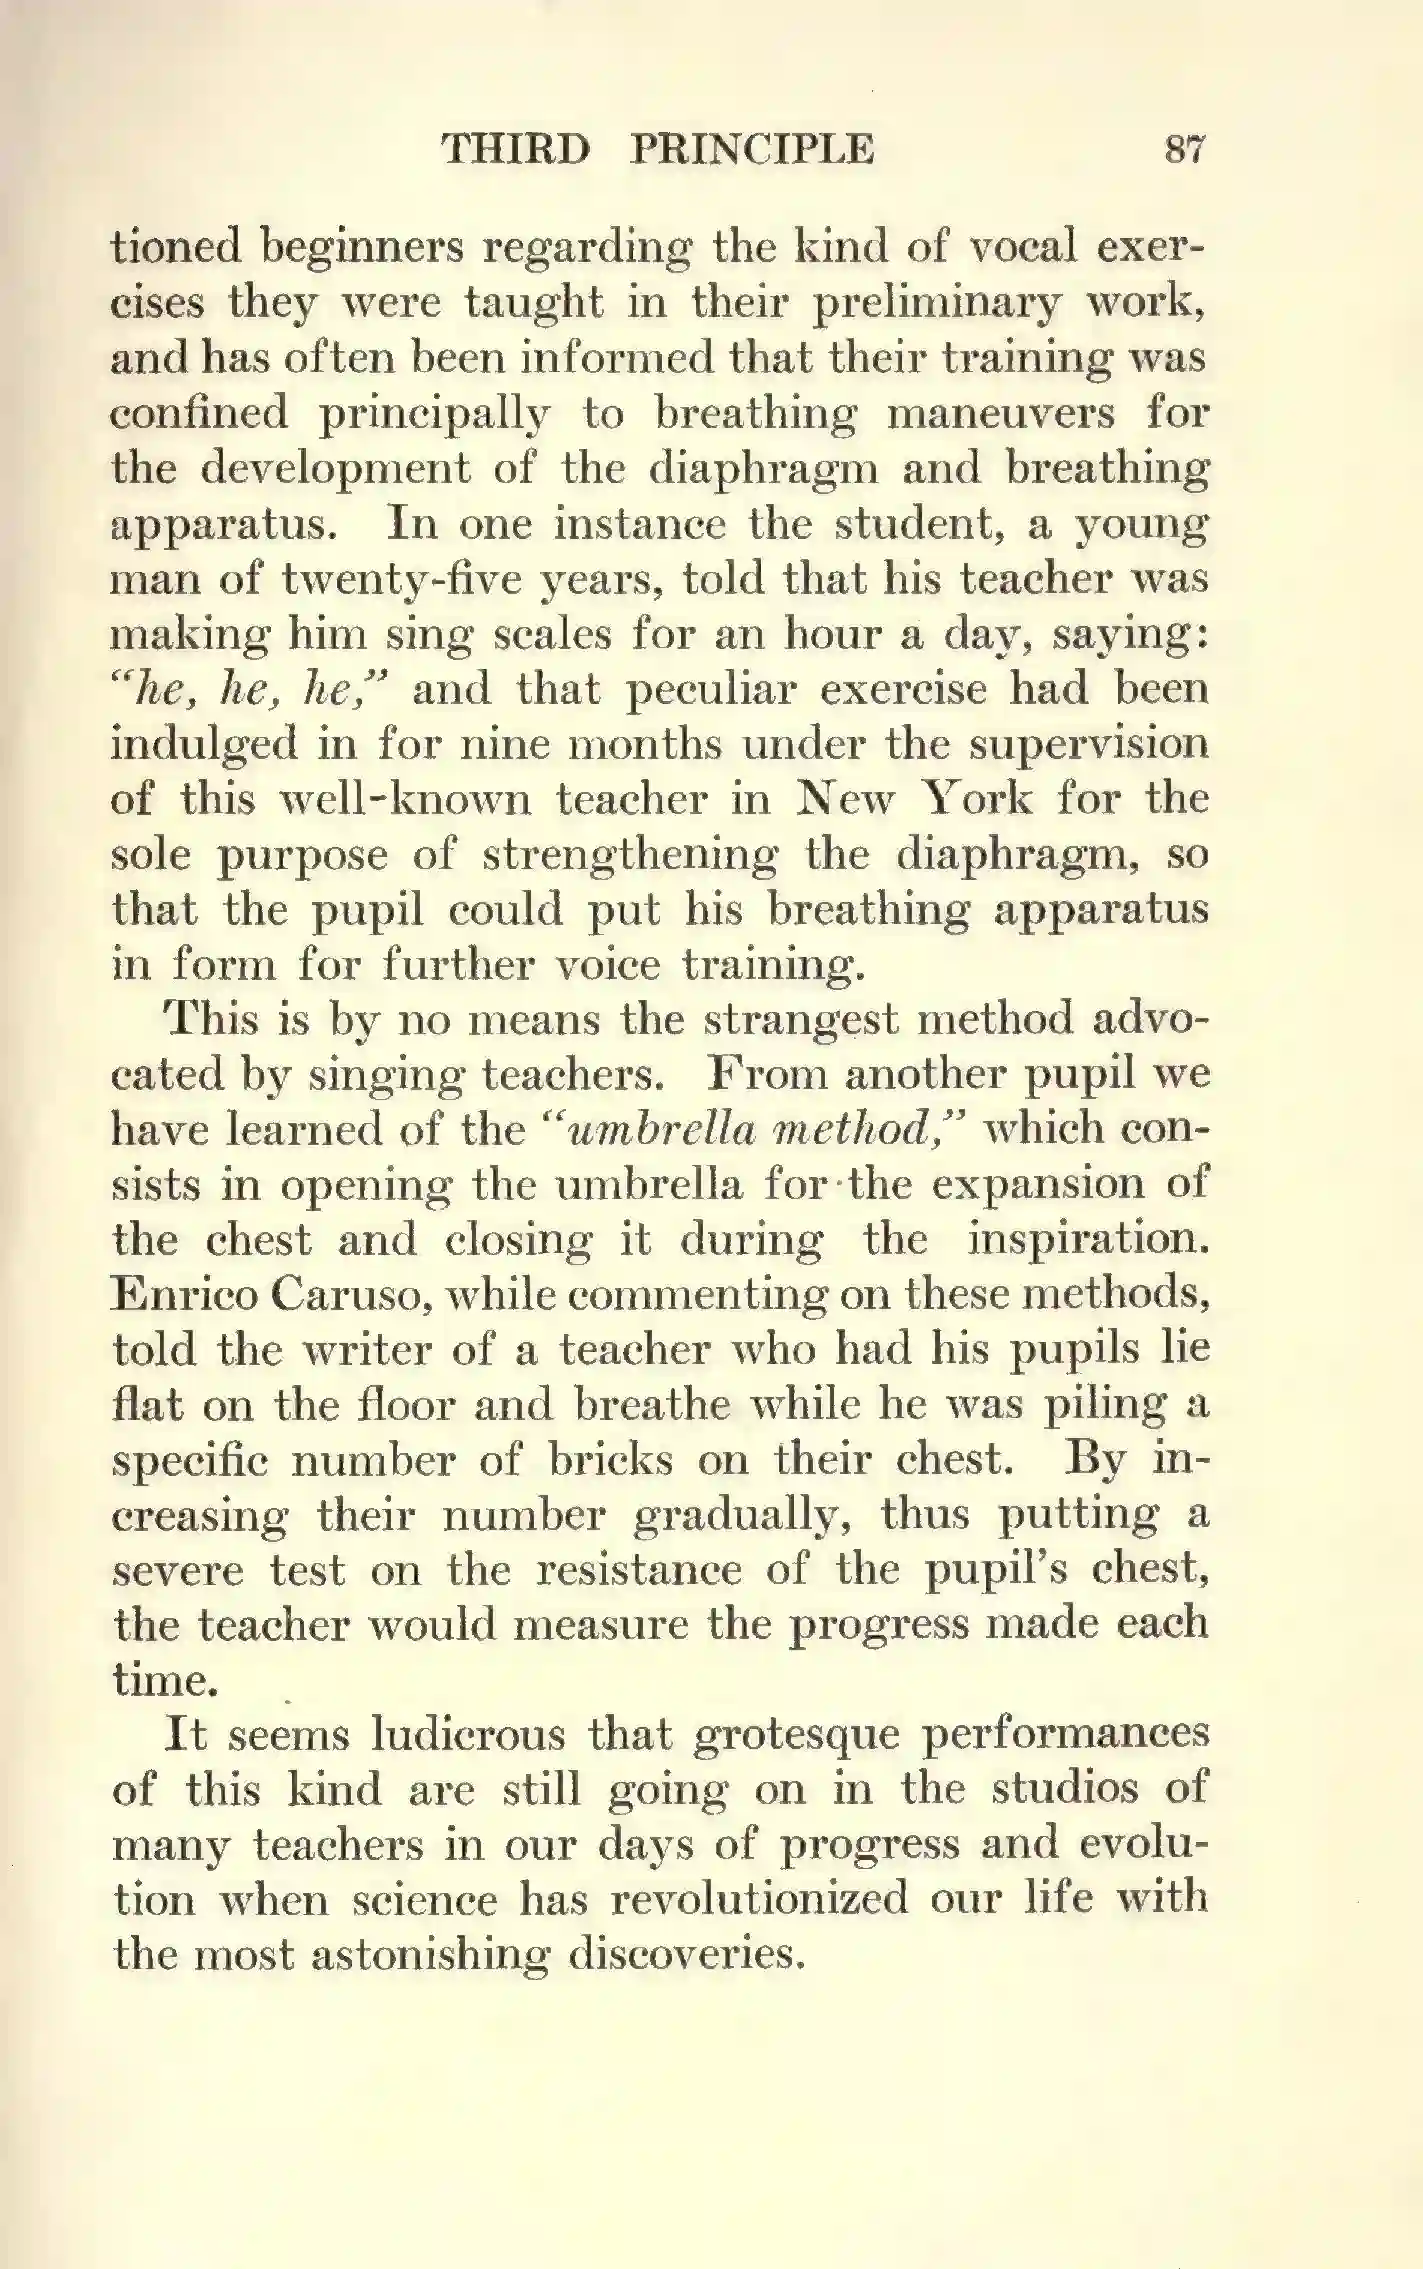 THIRD PRINCIPLE 87
tioned beginners regarding the kind of vocal exer-
cises they were taught in their preliminary work,
and has often been informed that their training was
confined principally to breathing maneuvers for
the development of the diaphragm and breathing
apparatus. In one instance the student, a young
man of twenty-five years, told that his teacher was
making him sing scales for an hour a day, saying:
“he, he, he,” and that peculiar exercise had been
indulged in for nine months under the supervision
of this well-known teacher in New York for the
sole purpose of strengthening the diaphragm, so
that the pupil could put his breathing apparatus
in form for further voice training.
This is by no means the strangest method advo-
cated by singing teachers. From another pupil we
have learned of the “umbrella method,” which con-
sists in opening the umbrella for the expansion of
the chest and closing it during the inspiration.
Enrico Caruso, while commenting on these methods,
told the writer of a teacher who had his pupils lie
flat on the floor and breathe while he was piling a
specific number of bricks on their chest. By in-
creasing their number gradually, thus putting a
severe test on the resistance of the pupil’s chest,
the teacher would measure the progress made each
time.
It seems ludicrous that grotesque performances
of this kind are still going on in the studios of
many teachers in our days of progress and evolu-
tion when science has revolutionized our life with
the most astonishing discoveries.